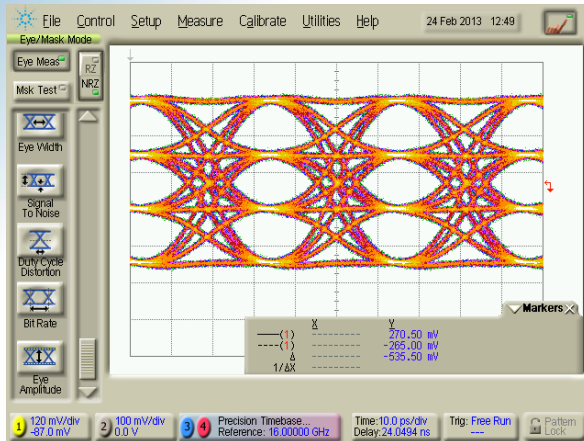 File Control Setup Measure Calibrate Utilities Help 24 Feb 2013 12:49
Eye/Mask Mode
Eye Meas
RZ
NRZ
Msk Test
Eye Width
Signal
To Noise
Duty Cycle
Distortion
Bit Rate
Eye
Amplitude
Markers
X Y
(1) --------- 270.50 mV
(1) --------- -265.00 mV
Δ --------- -535.50 mV
1/ΔX ---------
1 120 mV/div
-87.0 mV
2 100 mV/div
0.0 V
3 4 Precision Timebase...
Reference: 16.00000 GHz
Time:10.0 ps/div
Delay:24.0494 ns
Trig: Free Run
---
Pattern
Lock